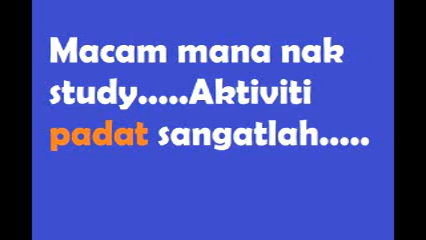 Macam mana nak
study.....Aktiviti
padat sangatlah.....